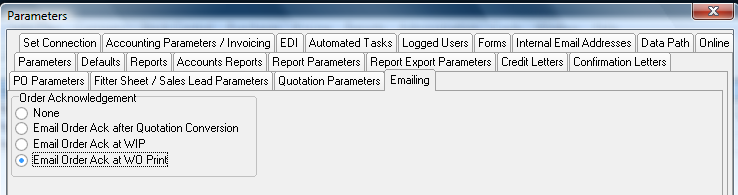 Parameters
Set Connection Accounting Parameters / Invoicing EDI Automated Tasks Logged Users Forms Internal Email Addresses Data Path Online
Parameters Defaults Reports Accounts Reports Report Parameters Report Export Parameters Credit Letters Confirmation Letters
PO Parameters Fitter Sheet / Sales Lead Parameters Quotation Parameters Emailing
Order Acknowledgement
None
Email Order Ack after Quotation Conversion
Email Order Ack at WIP
Email Order Ack at WO Print